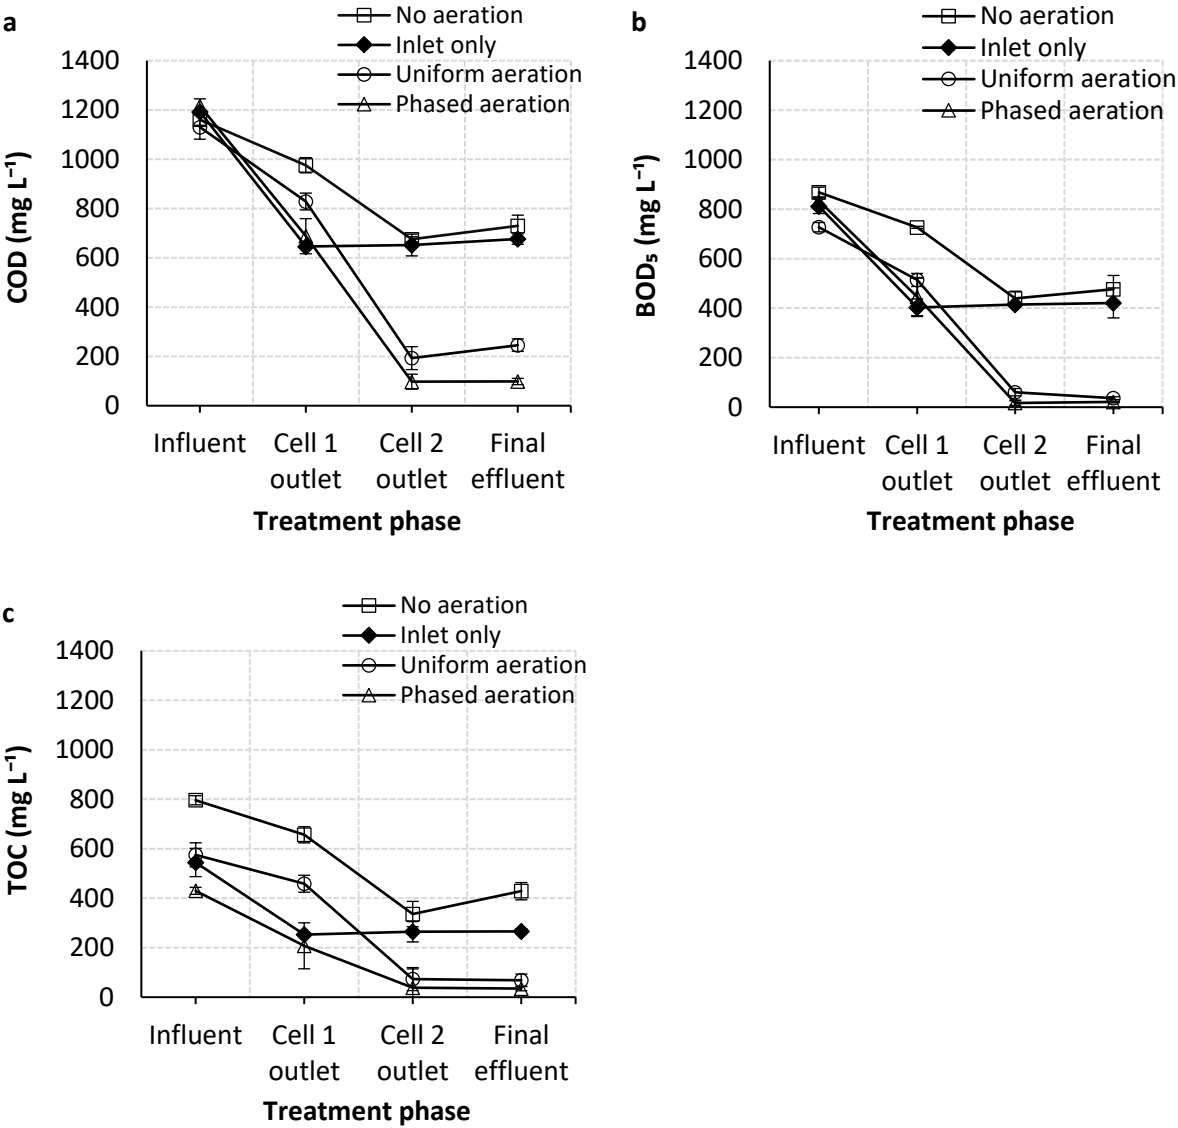 a
No aeration
Inlet only
Uniform aeration
Phased aeration
1400
1200
1000
800
600
400
200
0
COD (mg L⁻¹)
Influent
Cell 1
outlet
Cell 2
outlet
Final
effluent
Treatment phase
b
No aeration
Inlet only
Uniform aeration
Phased aeration
1400
1200
1000
800
600
400
200
0
BOD₅ (mg L⁻¹)
Influent
Cell 1
outlet
Cell 2
outlet
Final
effluent
Treatment phase
c
No aeration
Inlet only
Uniform aeration
Phased aeration
1400
1200
1000
800
600
400
200
0
TOC (mg L⁻¹)
Influent
Cell 1
outlet
Cell 2
outlet
Final
effluent
Treatment phase